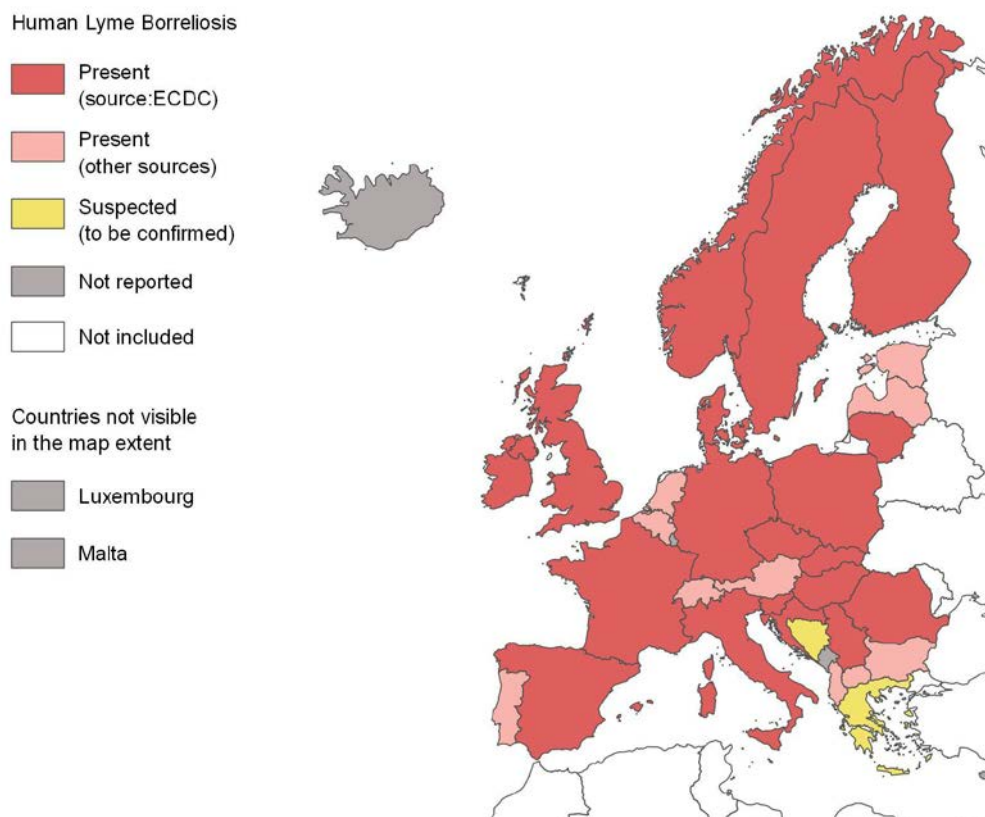 Human Lyme Borreliosis
Present
(source:ECDC)
Present
(other sources)
Suspected
(to be confirmed)
Not reported
Not included
Countries not visible
in the map extent
Luxembourg
Malta